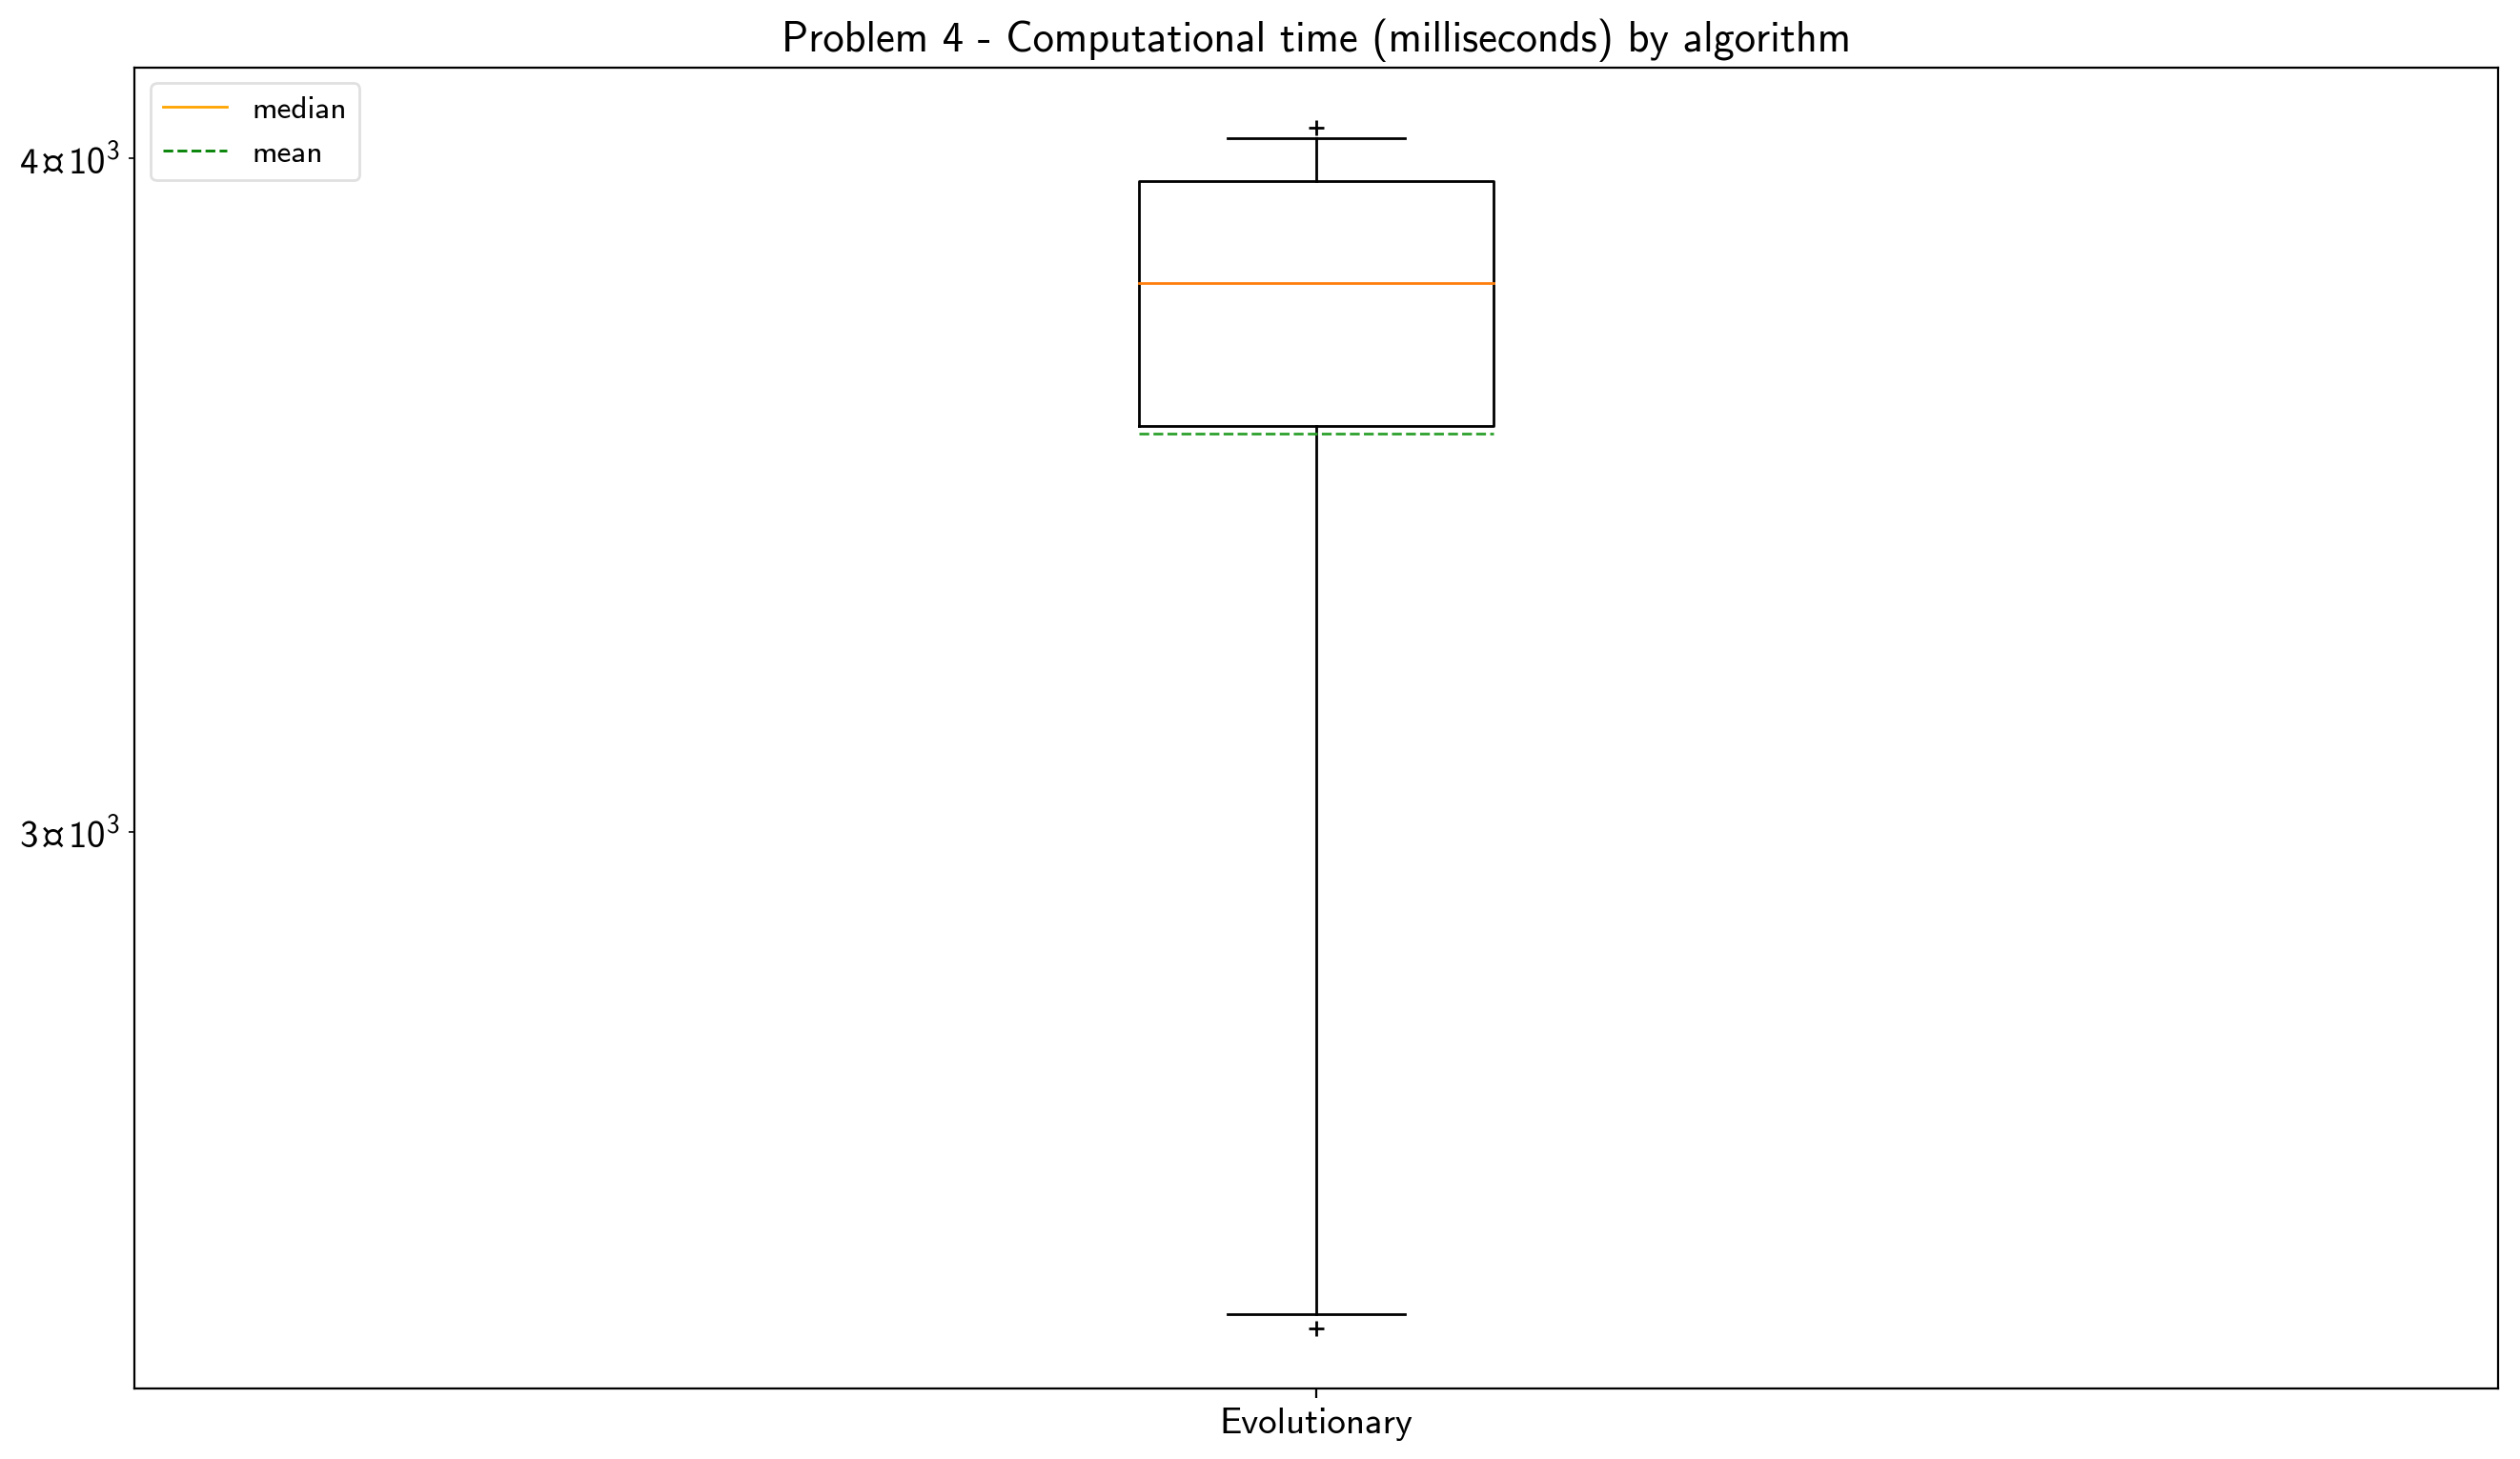 Problem 4 - Computational time (milliseconds) by algorithm
median
mean
4¤10³
3¤10³
Evolutionary